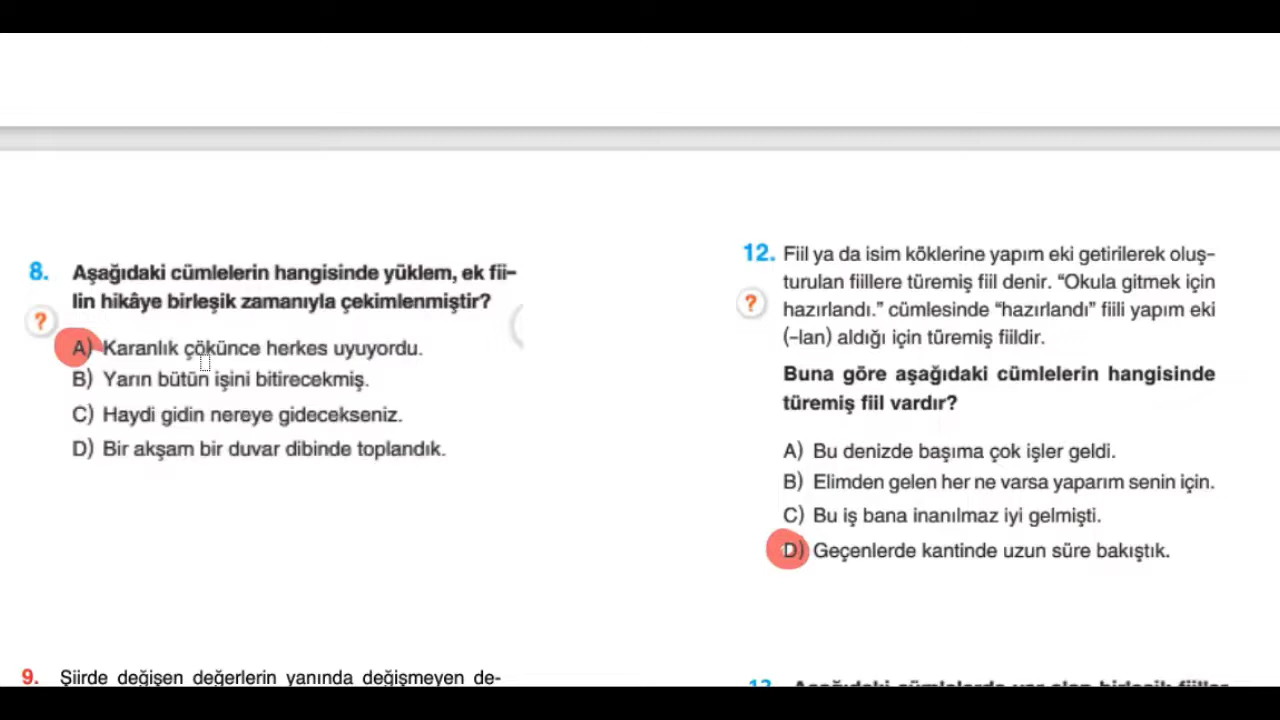 8. Aşağıdaki cümlelerin hangisinde yüklem, ek fii-
lin hikâye birleşik zamanıyla çekimlenmiştir?
?
A) Karanlık çökünce herkes uyuyordu.
B) Yarın bütün işini bitirecekmiş.
C) Haydi gidin nereye gidecekseniz.
D) Bir akşam bir duvar dibinde toplandık.
9. Şiirde değişen değerlerin yanında değişmeyen de-
12. Fiil ya da isim köklerine yapım eki getirilerek oluş-
turulan fiillere türemiş fiil denir. “Okula gitmek için
?
hazırlandı.” cümlesinde “hazırlandı” fiili yapım eki
(-lan) aldığı için türemiş fiildir.
Buna göre aşağıdaki cümlelerin hangisinde
türemiş fiil vardır?
A) Bu denizde başıma çok işler geldi.
B) Elimden gelen her ne varsa yaparım senin için.
C) Bu iş bana inanılmaz iyi gelmişti.
D) Geçenlerde kantinde uzun süre bakıştık.